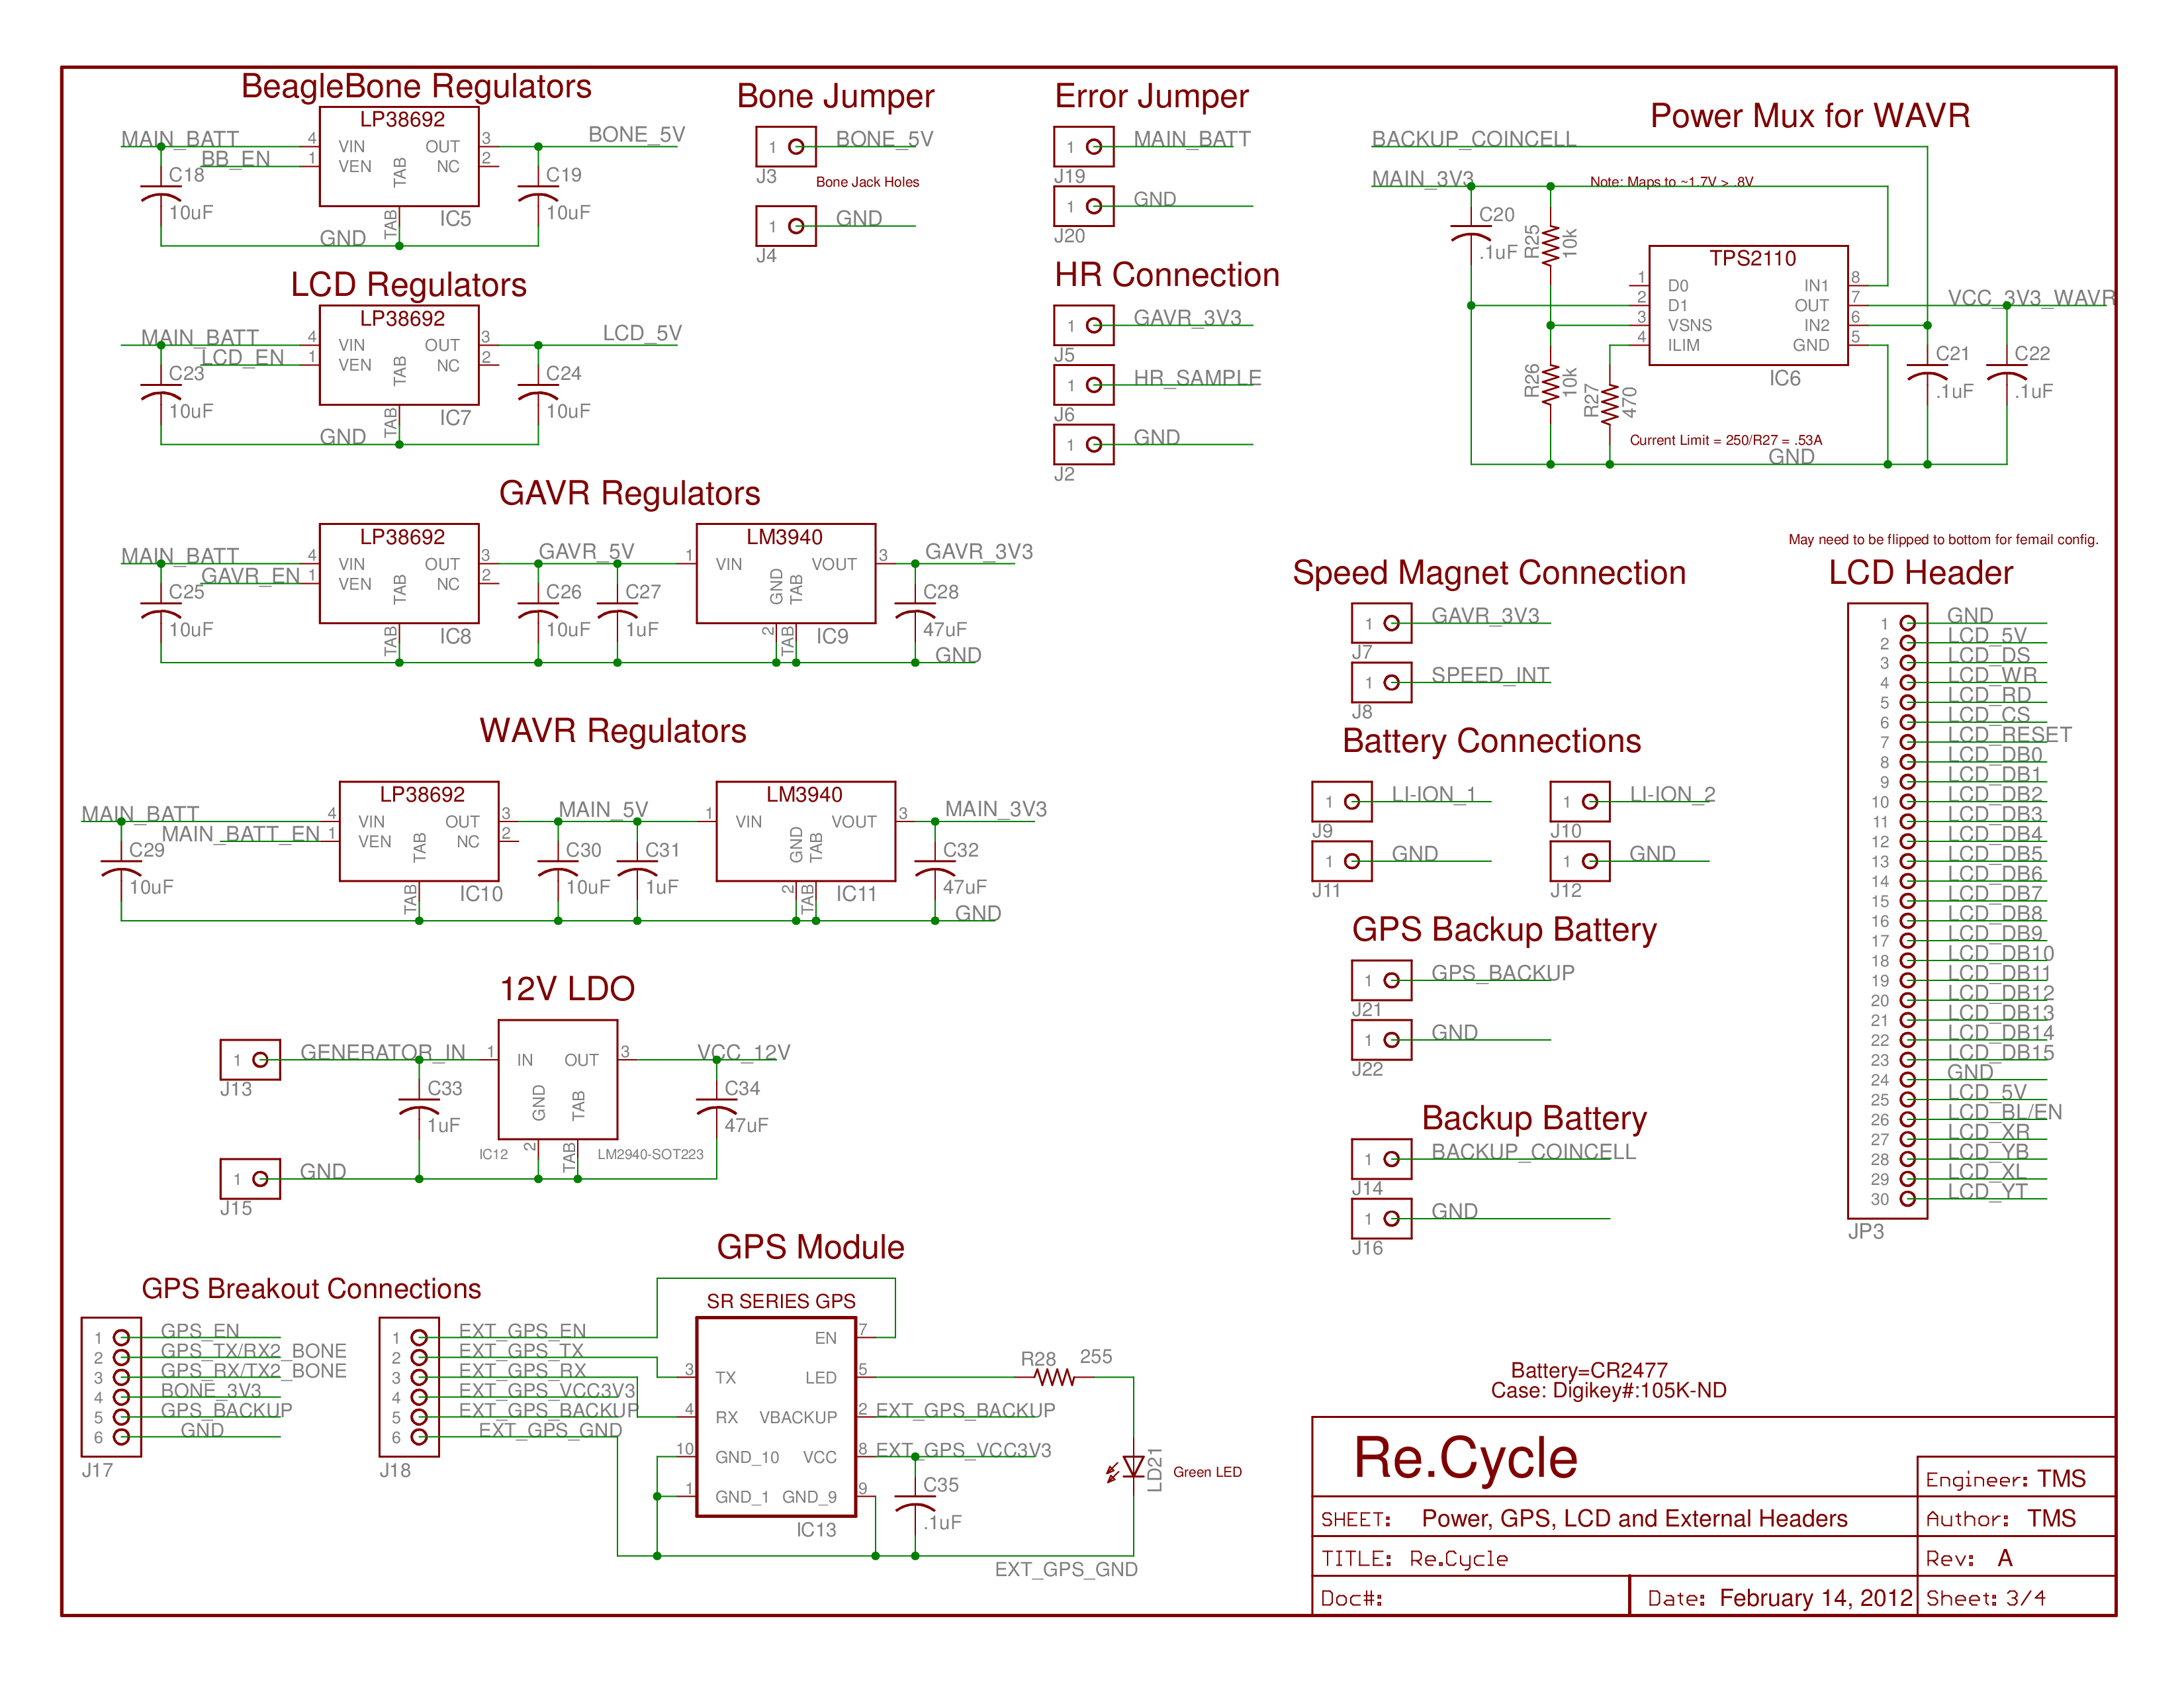 BeagleBone Regulators
LP38692
MAIN_BATT
BB_EN
4
1
VIN
VEN
OUT
NC
TAB
3
2
BONE_5V
C18
10uF
C19
10uF
TAB
IC5
GND
Bone Jumper
1
BONE_5V
J3
Bone Jack Holes
1
GND
J4
Error Jumper
1
MAIN_BATT
J19
1
GND
J20
Power Mux for WAVR
BACKUP_COINCELL
MAIN_3V3
Note: Maps to ~1.7V > .8V
C20
.1uF
R25
10k
R26
10k
R27
470
TPS2110
1
2
3
4
D0
D1
VSNS
ILIM
IN1
OUT
IN2
GND
8
7
6
5
IC6
VCC_3V3_WAVR
C21
.1uF
C22
.1uF
Current Limit = 250/R27 = .53A
GND
LCD Regulators
LP38692
MAIN_BATT
LCD_EN
4
1
VIN
VEN
OUT
NC
TAB
3
2
LCD_5V
C23
10uF
C24
10uF
TAB
IC7
GND
HR Connection
1
GAVR_3V3
J5
1
HR_SAMPLE
J6
1
GND
J2
GAVR Regulators
LP38692
MAIN_BATT
GAVR_EN
4
1
VIN
VEN
OUT
NC
TAB
3
2
GAVR_5V
C25
10uF
TAB
IC8
C26
10uF
C27
1uF
LM3940
1
VIN
VOUT
GND
TAB
3
2
TAB
IC9
GAVR_3V3
C28
47uF
GND
WAVR Regulators
LP38692
MAIN_BATT
MAIN_BATT_EN
4
1
VIN
VEN
OUT
NC
TAB
3
2
MAIN_5V
C29
10uF
TAB
IC10
C30
10uF
C31
1uF
LM3940
1
VIN
VOUT
GND
TAB
3
2
TAB
IC11
MAIN_3V3
C32
47uF
GND
12V LDO
1
GENERATOR_IN
J13
1
IN
OUT
GND
TAB
3
VCC_12V
C33
1uF
C34
47uF
IC12
2
TAB
LM2940-SOT223
1
GND
J15
Speed Magnet Connection
1
GAVR_3V3
J7
1
SPEED_INT
J8
Battery Connections
1
LI-ION_1
J9
1
LI-ION_2
J10
1
GND
J11
1
GND
J12
GPS Backup Battery
1
GPS_BACKUP
J21
1
GND
J22
Backup Battery
1
BACKUP_COINCELL
J14
1
GND
J16
May need to be flipped to bottom for femail config.
LCD Header
1 GND
2 LCD_5V
3 LCD_DS
4 LCD_WR
5 LCD_RD
6 LCD_CS
7 LCD_RESET
8 LCD_DB0
9 LCD_DB1
10 LCD_DB2
11 LCD_DB3
12 LCD_DB4
13 LCD_DB5
14 LCD_DB6
15 LCD_DB7
16 LCD_DB8
17 LCD_DB9
18 LCD_DB10
19 LCD_DB11
20 LCD_DB12
21 LCD_DB13
22 LCD_DB14
23 LCD_DB15
24 GND
25 LCD_5V
26 LCD_BL/EN
27 LCD_XR
28 LCD_YB
29 LCD_XL
30 LCD_YT
JP3
GPS Breakout Connections
1 GPS_EN
2 GPS_TX/RX2_BONE
3 GPS_RX/TX2_BONE
4 BONE_3V3
5 GPS_BACKUP
6 GND
J17
1 EXT_GPS_EN
2 EXT_GPS_TX
3 EXT_GPS_RX
4 EXT_GPS_VCC3V3
5 EXT_GPS_BACKUP
6 EXT_GPS_GND
J18
GPS Module
SR SERIES GPS
3 TX
4 RX
10 GND_10
1 GND_1
EN 7
LED 5
VBACKUP 2
VCC 8
GND_9 9
IC13
EXT_GPS_BACKUP
EXT_GPS_VCC3V3
C35
.1uF
R28
255
LD21
Green LED
EXT_GPS_GND
Battery=CR2477
Case: Digikey#:105K-ND
Re.Cycle
Engineer: TMS
SHEET: Power, GPS, LCD and External Headers
Author: TMS
TITLE: Re.Cycle
Rev: A
Doc#:
Date: February 14, 2012
Sheet: 3/4